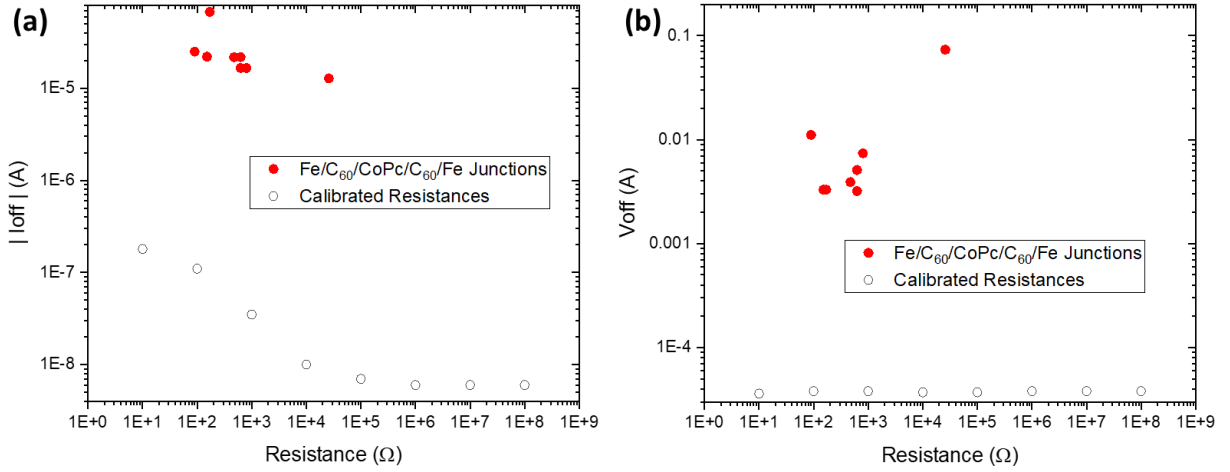 (a)
1E-5
1E-6
1E-7
1E-8
| Ioff | (A)
Fe/C₆₀/CoPc/C₆₀/Fe Junctions
Calibrated Resistances
1E+0 1E+1 1E+2 1E+3 1E+4 1E+5 1E+6 1E+7 1E+8 1E+9
Resistance (Ω)
(b)
0.1
0.01
0.001
1E-4
Voff (A)
Fe/C₆₀/CoPc/C₆₀/Fe Junctions
Calibrated Resistances
1E+0 1E+1 1E+2 1E+3 1E+4 1E+5 1E+6 1E+7 1E+8 1E+9
Resistance (Ω)